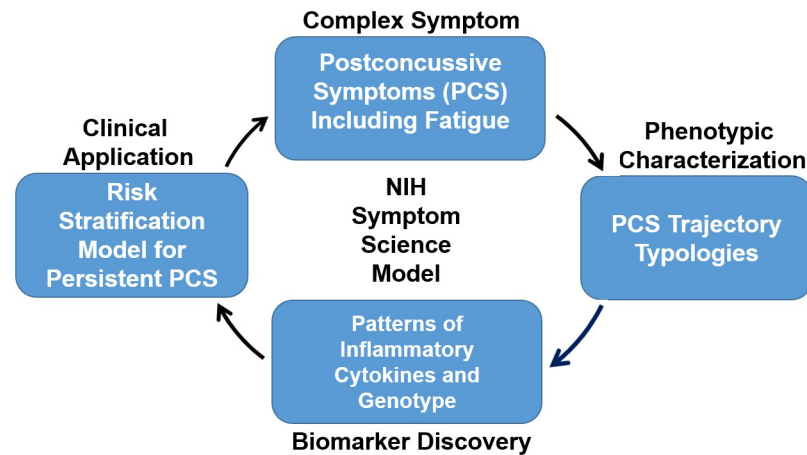 Complex Symptom
Postconcussive
Symptoms (PCS)
Including Fatigue
Phenotypic
Characterization
PCS Trajectory
Typologies
Patterns of
Inflammatory
Cytokines and
Genotype
Biomarker Discovery
Clinical
Application
Risk
Stratification
Model for
Persistent PCS
NIH
Symptom
Science
Model